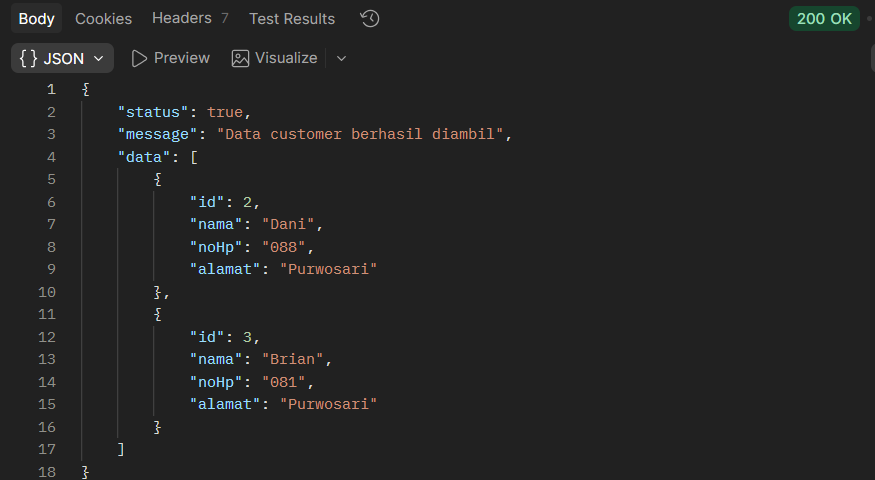 Body Cookies Headers 7 Test Results 200 OK
{} JSON Preview Visualize
1 {
2 "status": true,
3 "message": "Data customer berhasil diambil",
4 "data": [
5 {
6 "id": 2,
7 "nama": "Dani",
8 "noHp": "088",
9 "alamat": "Purwosari"
10 },
11 {
12 "id": 3,
13 "nama": "Brian",
14 "noHp": "081",
15 "alamat": "Purwosari"
16 }
17 ]
18 }